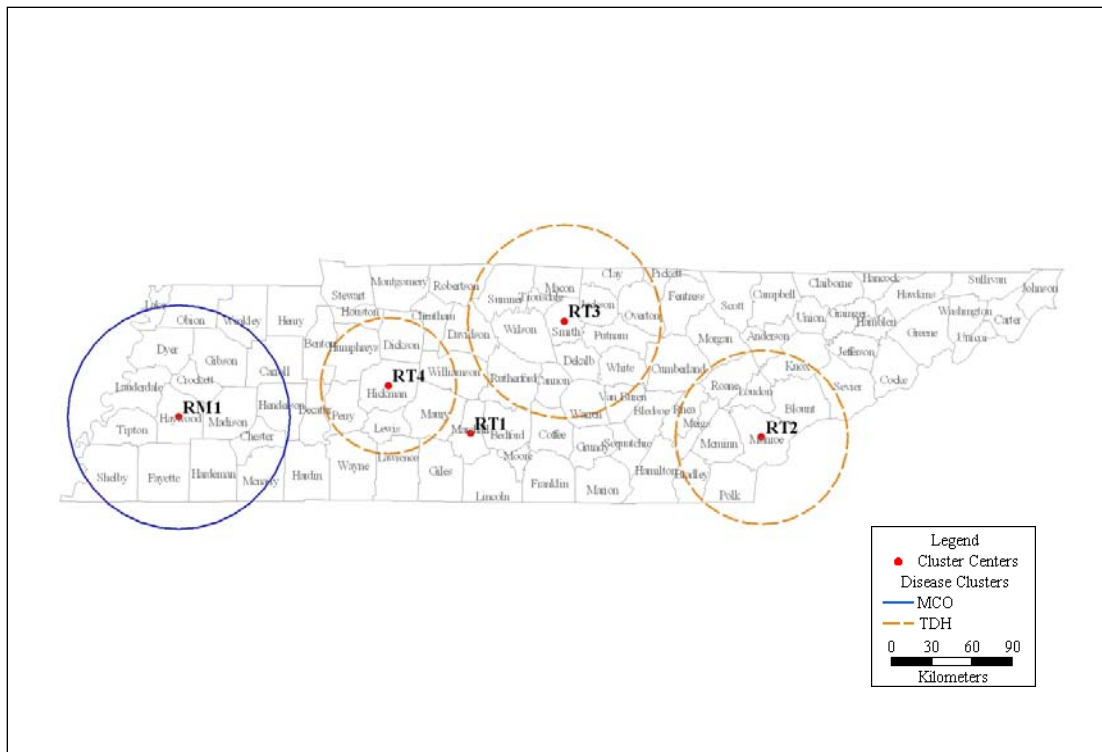 Pickett
Clay
Hancock
Sullivan
Johnson
Claiborne
Macon
Campbell
Hawkins
Montgomery
Robertson
Stewart
Sumner
Trousdale
Jackson
Fentress
Scott
Union
Grainger
Hamblen
Washington
Carter
Lake
Houston
Cheatham
Overton
RT3
Obion
Weakley
Henry
Davidson
Wilson
Smith
Putnam
Morgan
Anderson
Greene
Unicoi
Dyer
Benton
Humphreys
Dickson
Jefferson
Gibson
Dekalb
Knox
Carroll
Williamson
White
Cumberland
Cocke
Crockett
RT4
Rutherford
Cannon
Roane
Loudon
Sevier
Lauderdale
Hickman
Van Buren
Blount
Henderson
Decatur
Perry
Maury
Warren
Bledsoe
Rhea
RM1
Haywood
Madison
Meigs
RT1
RT2
Tipton
Lewis
Marshall
Bedford
Coffee
Chester
Grundy
Sequatchie
Mcminn
Monroe
Lawrence
Moore
Shelby
Fayette
Hardeman
Mcnairy
Hardin
Wayne
Giles
Hamilton
Bradley
Lincoln
Franklin
Marion
Polk
Legend
Cluster Centers
Disease Clusters
MCO
TDH
0 30 60 90
Kilometers